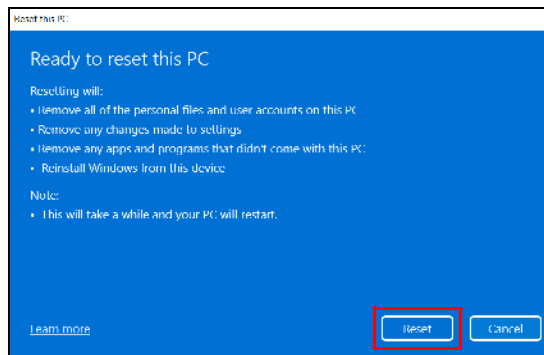 Reset this PC
Ready to reset this PC
Resetting will:
• Remove all of the personal files and user accounts on this PC
• Remove any changes made to settings
• Remove any apps and programs that didn't come with this PC
• Reinstall Windows from this device
Note:
• This will take a while and your PC will restart.
Learn more
Reset
Cancel